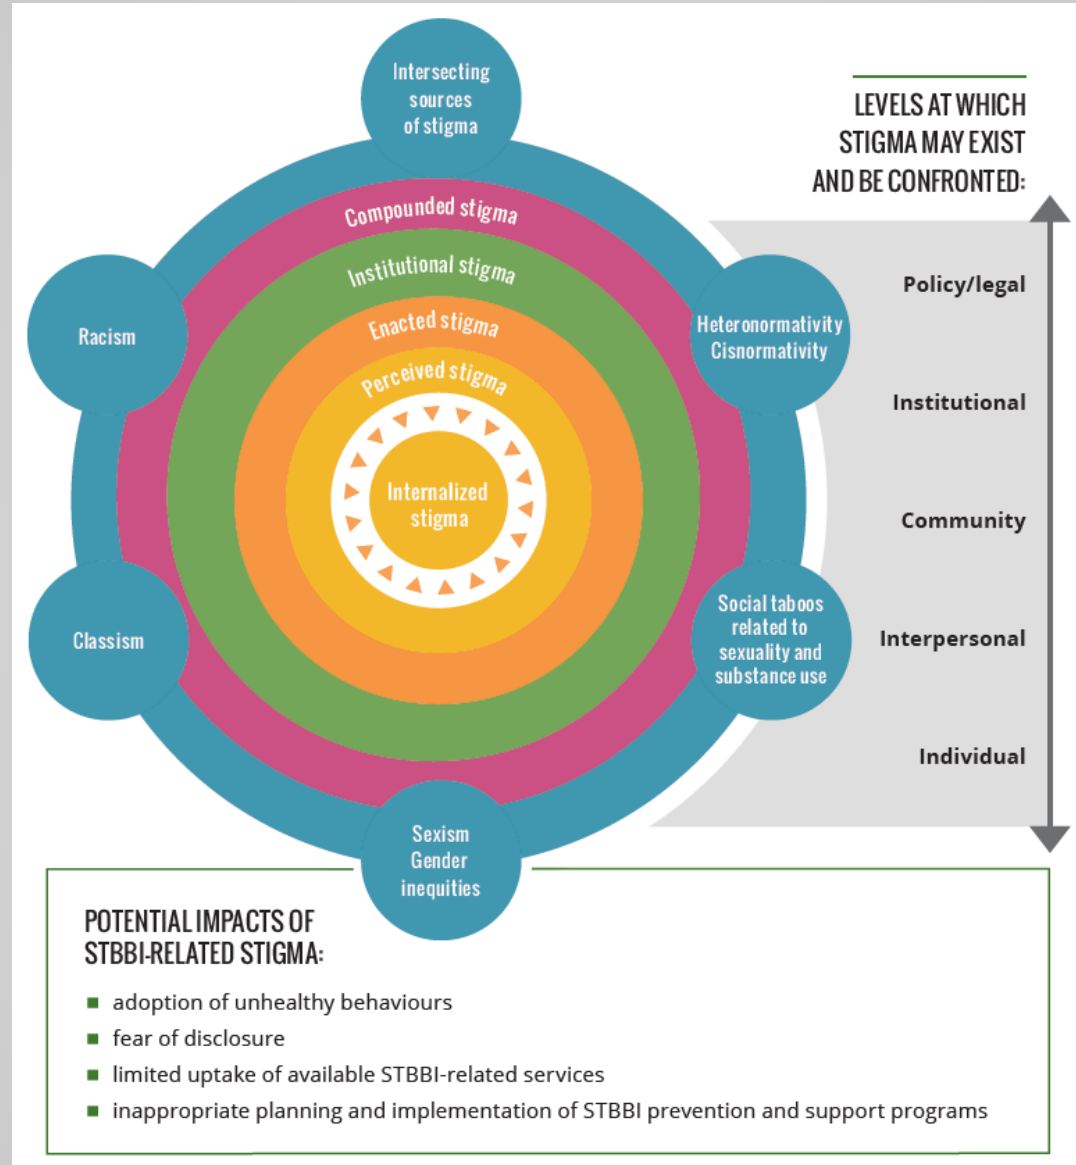 Intersecting
sources
of stigma
LEVELS AT WHICH
STIGMA MAY EXIST
AND BE CONFRONTED:
Compounded stigma
Institutional stigma
Enacted stigma
Perceived stigma
Internalized
stigma
Racism
Heteronormativity
Cisnormativity
Classism
Social taboos
related to
sexuality and
substance use
Sexism
Gender
inequities
Policy/legal
Institutional
Community
Interpersonal
Individual
POTENTIAL IMPACTS OF
STBBI-RELATED STIGMA:
adoption of unhealthy behaviours
fear of disclosure
limited uptake of available STBBI-related services
inappropriate planning and implementation of STBBI prevention and support programs